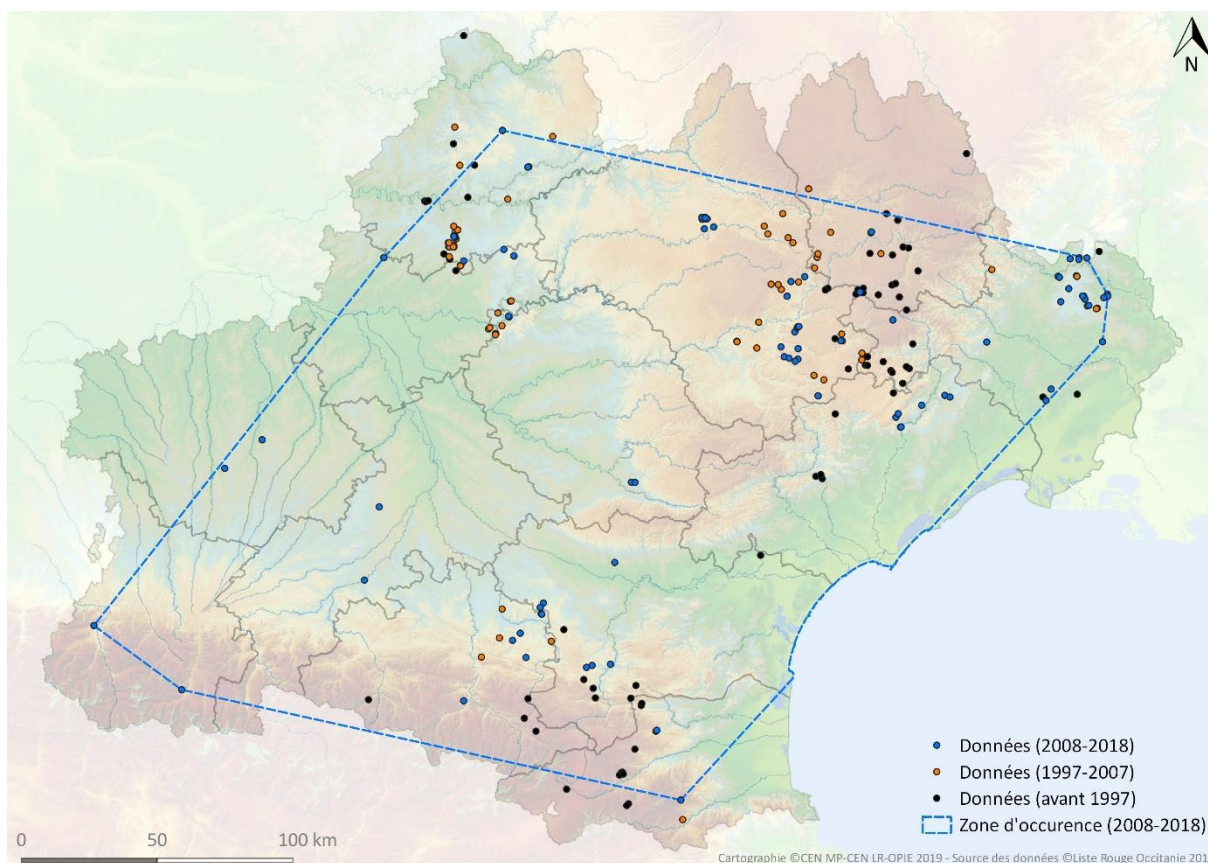 N
Données (2008-2018)
Données (1997-2007)
Données (avant 1997)
Zone d'occurence (2008-2018)
0 50 100 km
Cartographie ©CEN MP-CEN LR-OPIE 2019 - Source des données ©Liste Rouge Occitanie 201